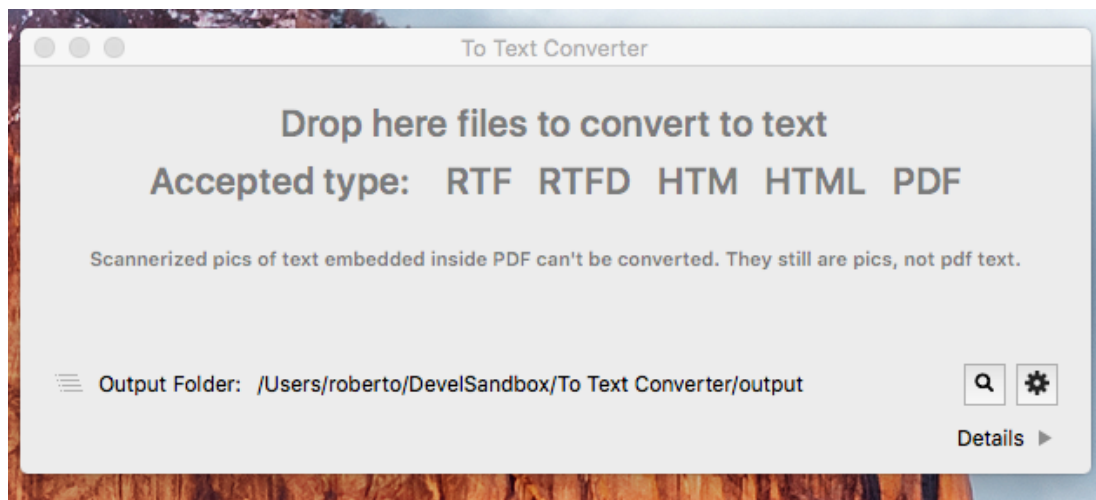 To Text Converter
Drop here files to convert to text
Accepted type: RTF RTFD HTM HTML PDF
Scannerized pics of text embedded inside PDF can't be converted. They still are pics, not pdf text.
Output Folder: /Users/roberto/DevelSandbox/To Text Converter/output
Details